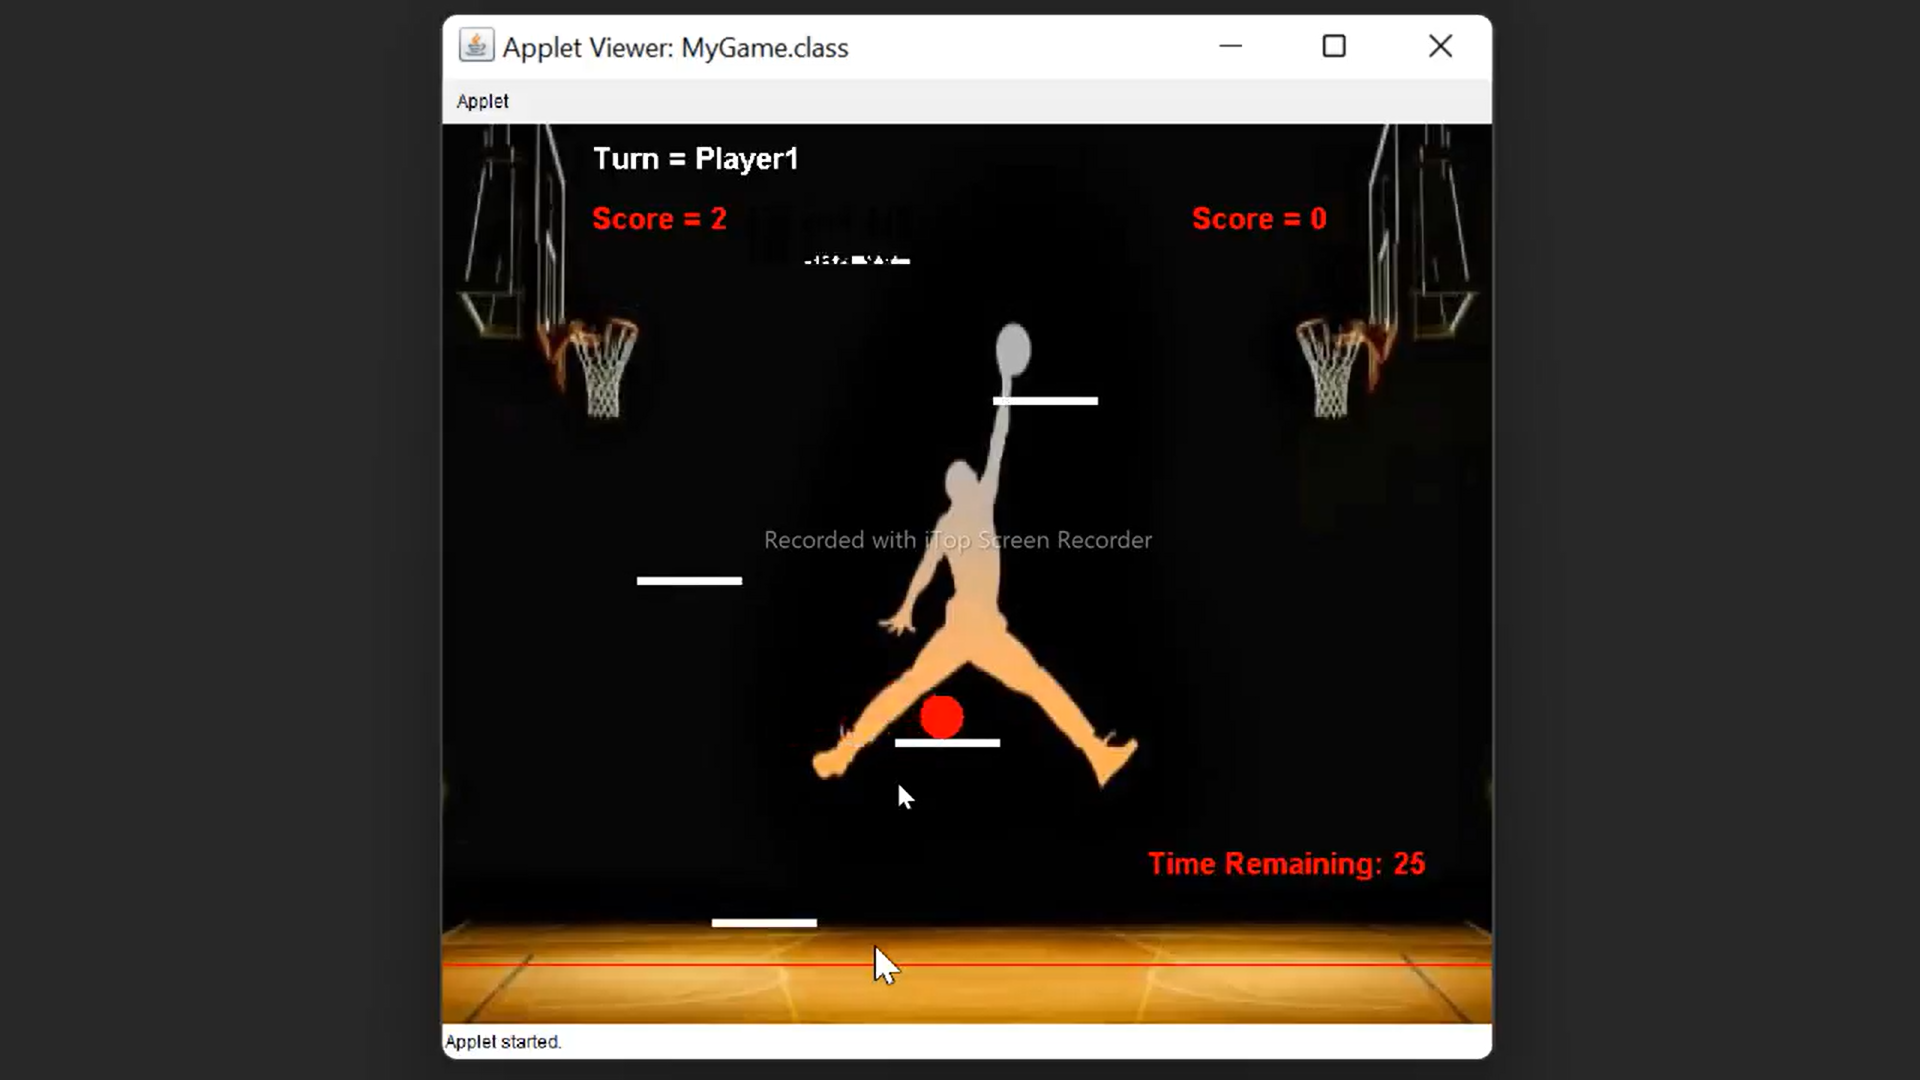 Applet Viewer: MyGame.class
Applet
Turn = Player1
Score = 2
Score = 0
Recorded with iTop Screen Recorder
Time Remaining: 25
Applet started.